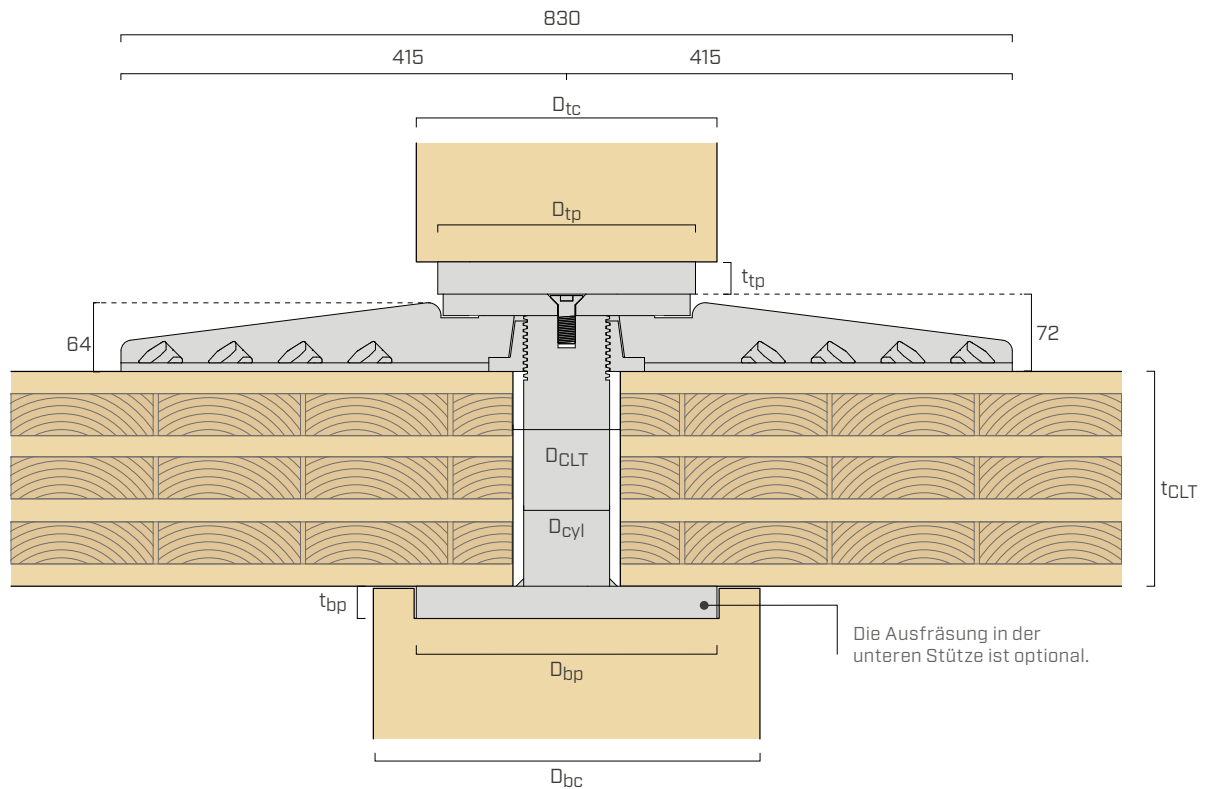 830
415 415
Dtc
Dtp
ttp
64
72
DCLT
tCLT
Dcyl
tbp
Die Ausfräsung in der
unteren Stütze ist optional.
Dbp
Dbc